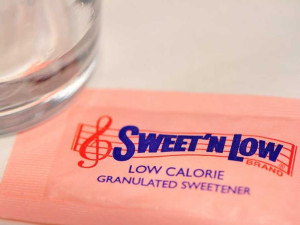 SWEET'N LOW
BRAND
LOW CALORIE
GRANULATED SWEETENER